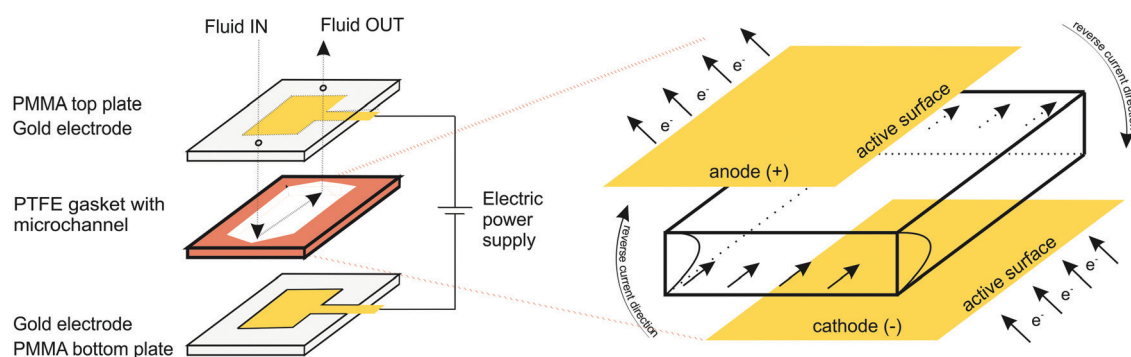 Fluid IN
Fluid OUT
PMMA top plate
Gold electrode
PTFE gasket with
microchannel
Electric
power
supply
Gold electrode
PMMA bottom plate
e-
e-
e-
e-
anode (+)
active surface
reverse current direction
reverse current direction
cathode (-)
active surface
e-
e-
e-